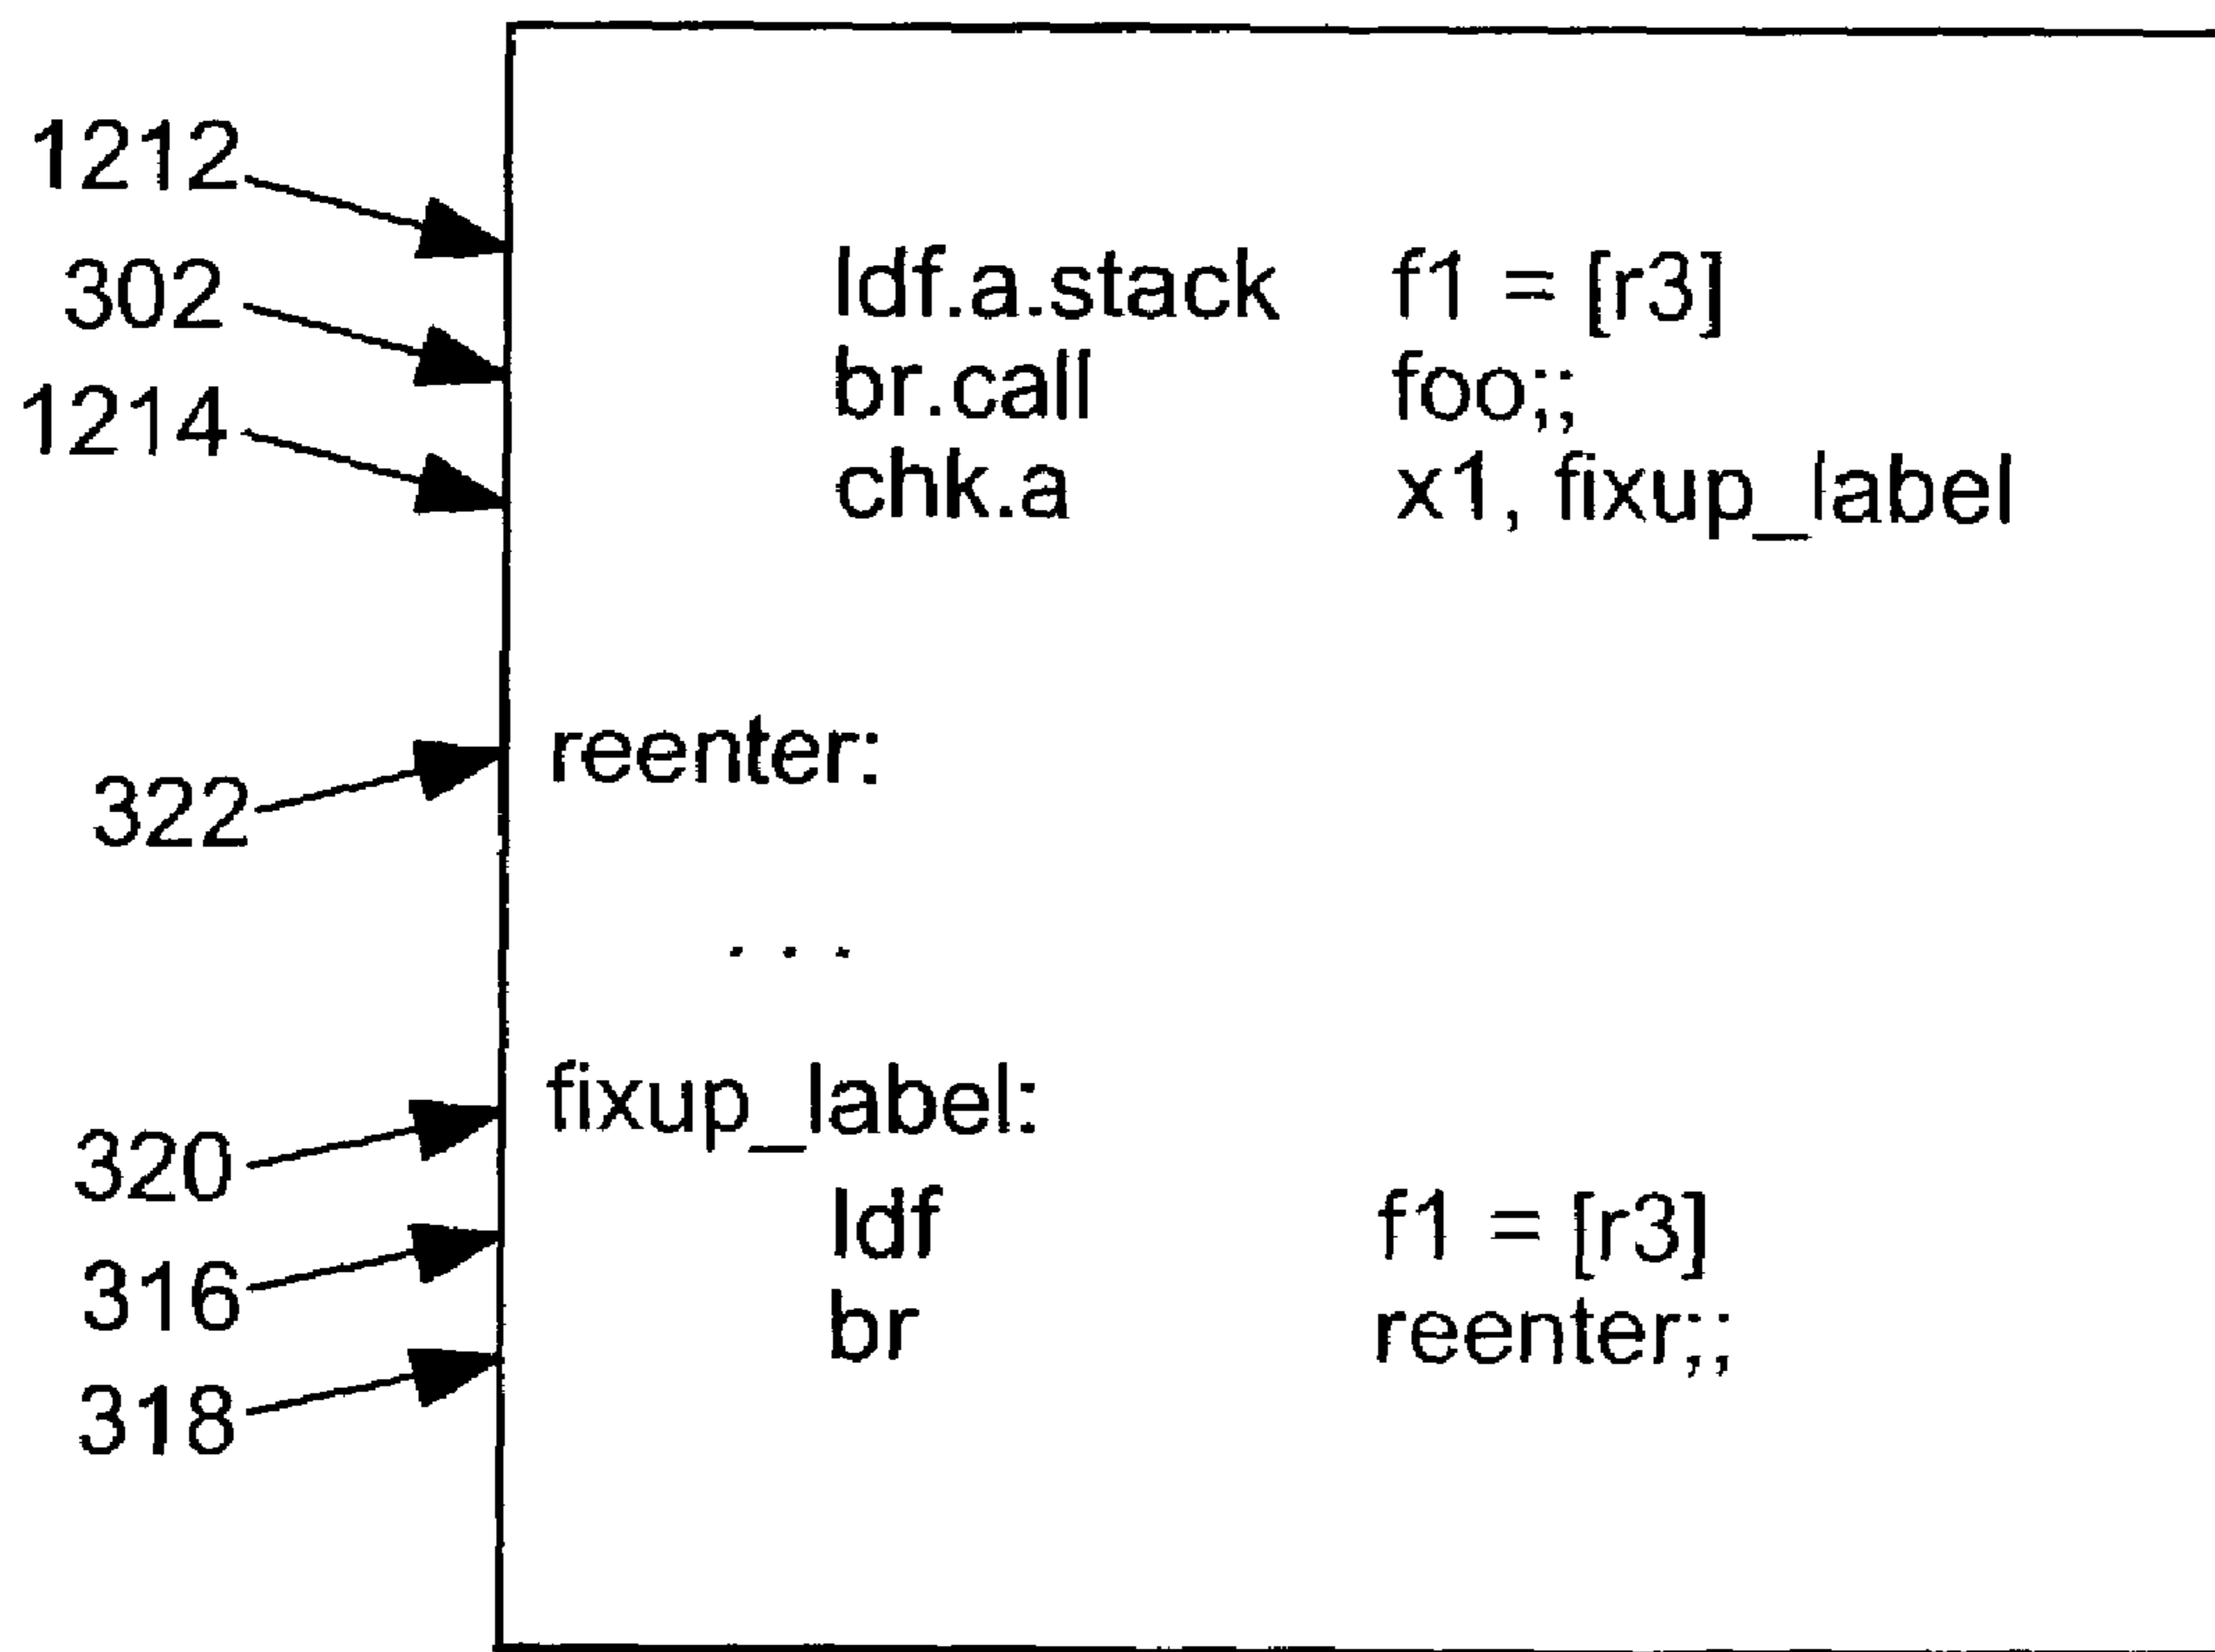 1212
302 ldf.a.stack f1 = [r3]
1214 br.call foo;;
chk.a x1, fixup_label
322 reenter:
. . .
320 fixup_label:
316 ldf f1 = [r3]
318 br reenter;;